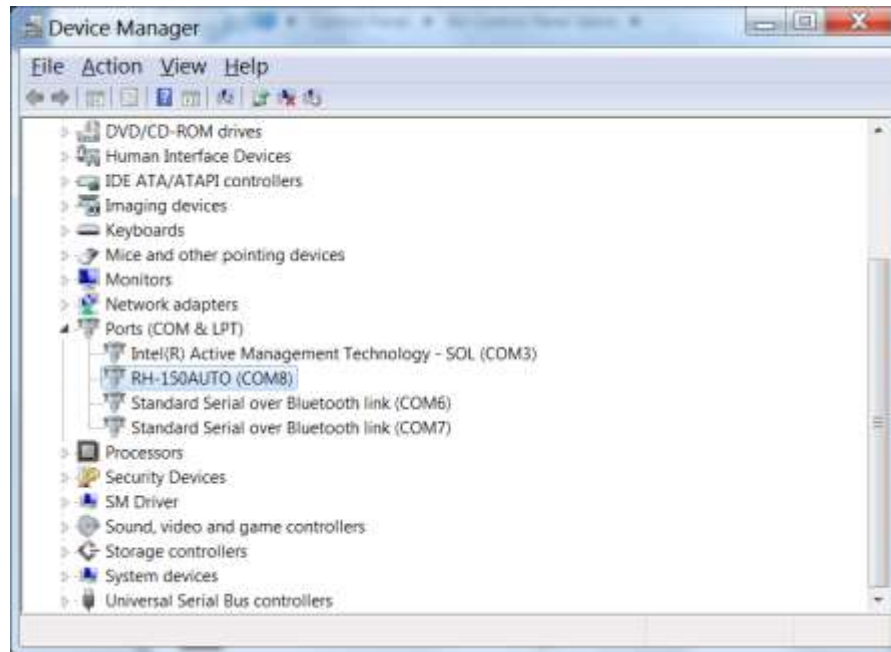 Device Manager
File Action View Help
DVD/CD-ROM drives
Human Interface Devices
IDE ATA/ATAPI controllers
Imaging devices
Keyboards
Mice and other pointing devices
Monitors
Network adapters
Ports (COM & LPT)
Intel(R) Active Management Technology - SOL (COM3)
RH-150AUTO (COM8)
Standard Serial over Bluetooth link (COM6)
Standard Serial over Bluetooth link (COM7)
Processors
Security Devices
SM Driver
Sound, video and game controllers
Storage controllers
System devices
Universal Serial Bus controllers